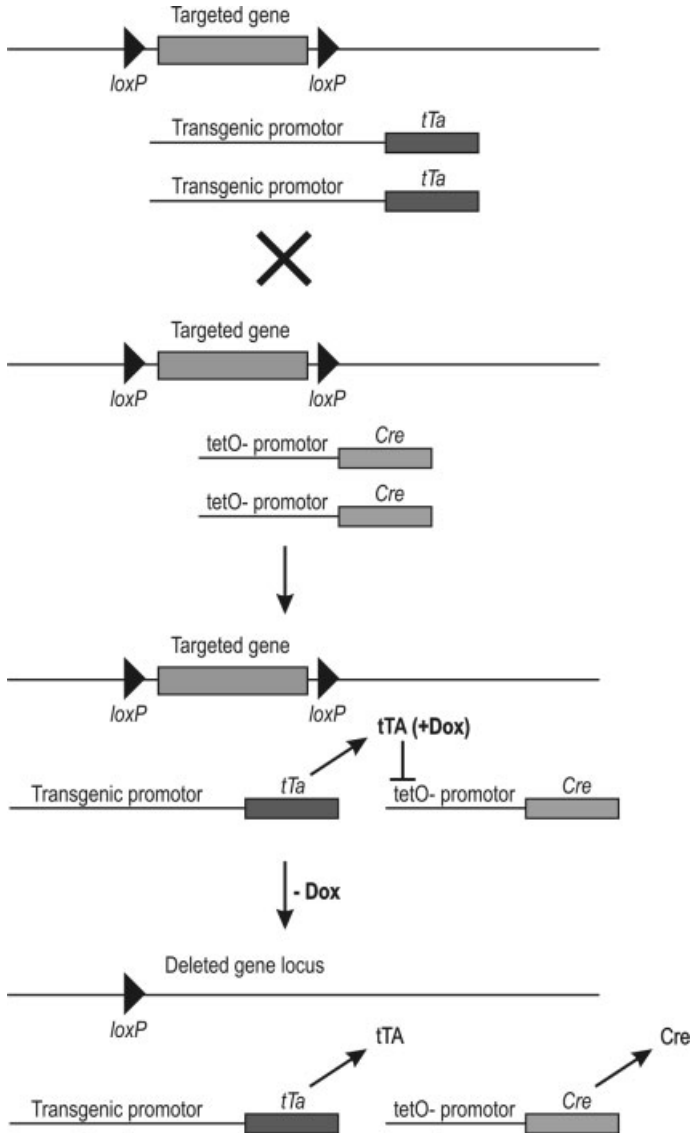 Targeted gene
loxP loxP
tTa
Transgenic promotor
tTa
Transgenic promotor
Targeted gene
loxP loxP
tetO- promotor Cre
tetO- promotor Cre
Targeted gene
loxP loxP
tTA (+Dox)
Transgenic promotor tTa tetO- promotor Cre
- Dox
Deleted gene locus
loxP
tTA Cre
Transgenic promotor tTa tetO- promotor Cre